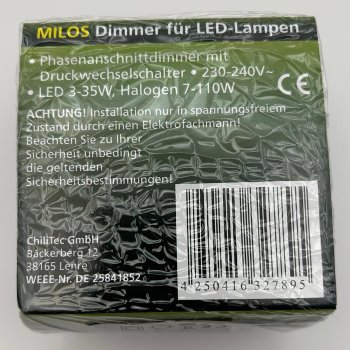 MILOS Dimmer für LED-Lampen
• Phasenanschnittdimmer mit
Druckwechselschalter • 230-240V~
• LED 3-35W, Halogen 7-110W
CE
ACHTUNG! Installation nur in spannungsfreiem
Zustand durch einen Elektrofachmann!
Beachten Sie zu Ihrer
Sicherheit unbedingt
die geltenden
Sicherheitsbestimmungen!
ChiliTec GmbH
Bäckerberg 12
38165 Lehre
WEEE-Nr. DE 25841852
4 250416 327895